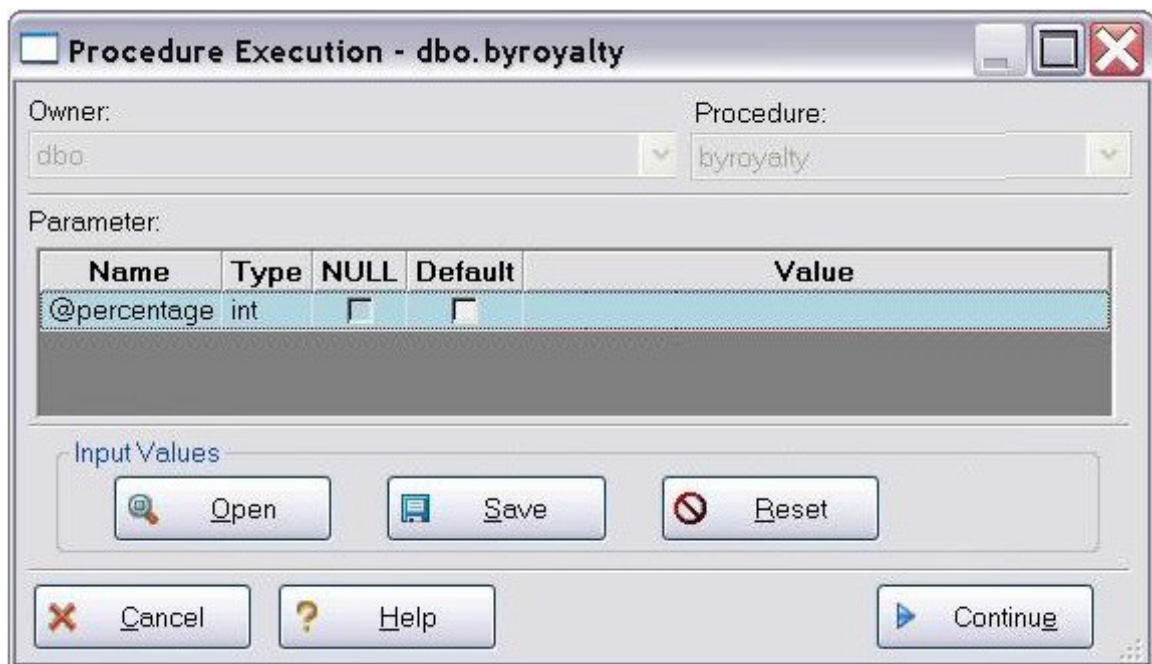 Procedure Execution - dbo.byroyalty
Owner: Procedure:
dbo byroyalty
Parameter:
Name Type NULL Default Value
@percentage int
Input Values
Open Save Reset
Cancel Help Continue